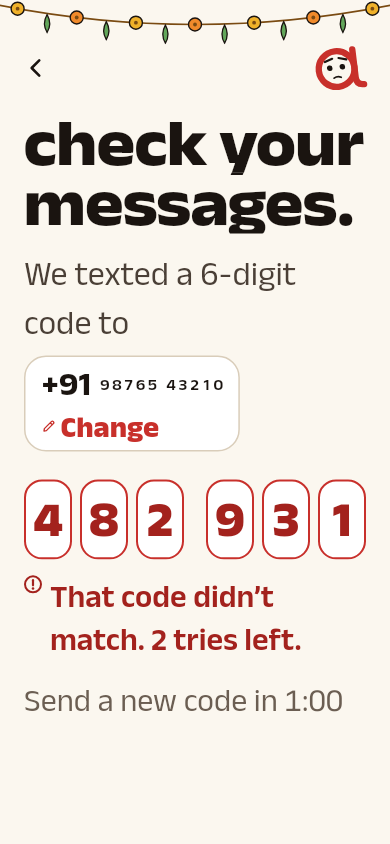 check your
messages.
We texted a 6-digit
code to
+91 98765 43210
Change
4 8 2 9 3 1
That code didn’t
match. 2 tries left.
Send a new code in 1:00